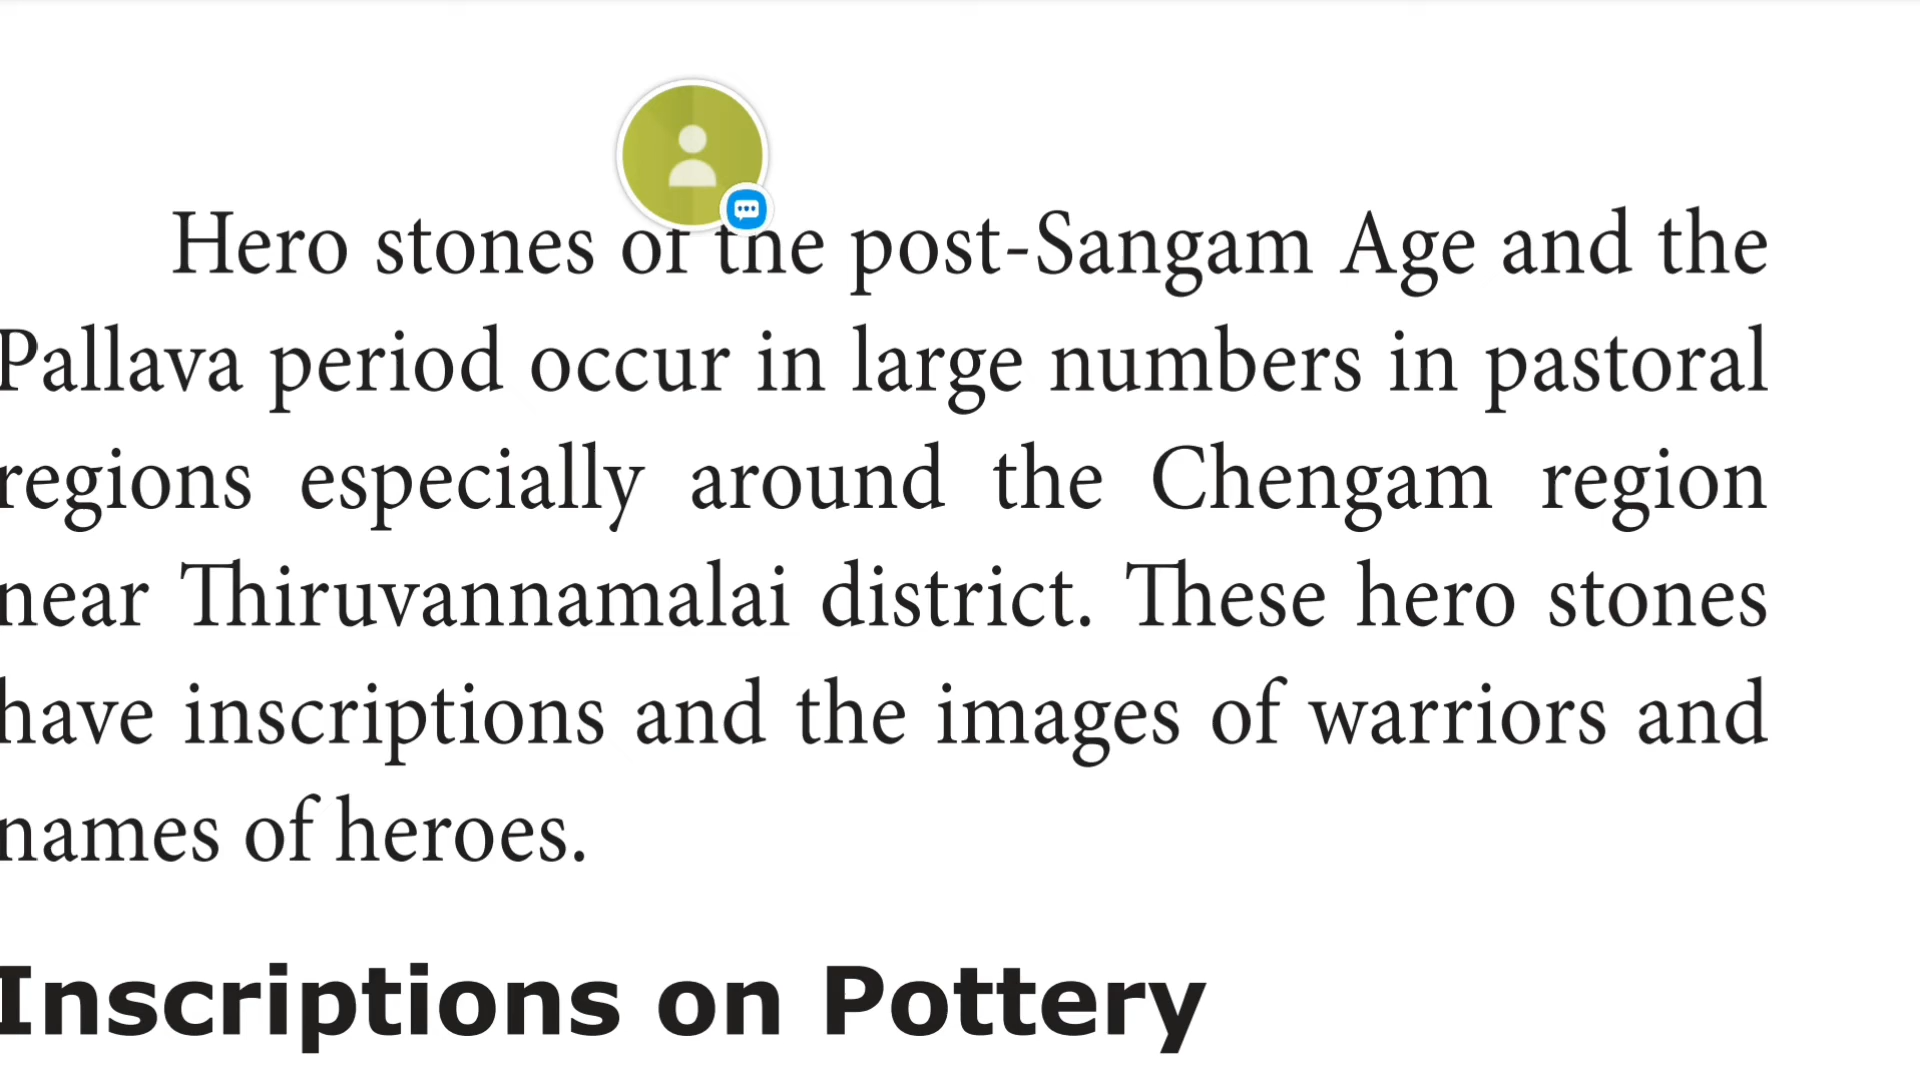 Hero stones of the post-Sangam Age and the
Pallava period occur in large numbers in pastoral
regions especially around the Chengam region
near Thiruvannamalai district. These hero stones
have inscriptions and the images of warriors and
names of heroes.
Inscriptions on Pottery